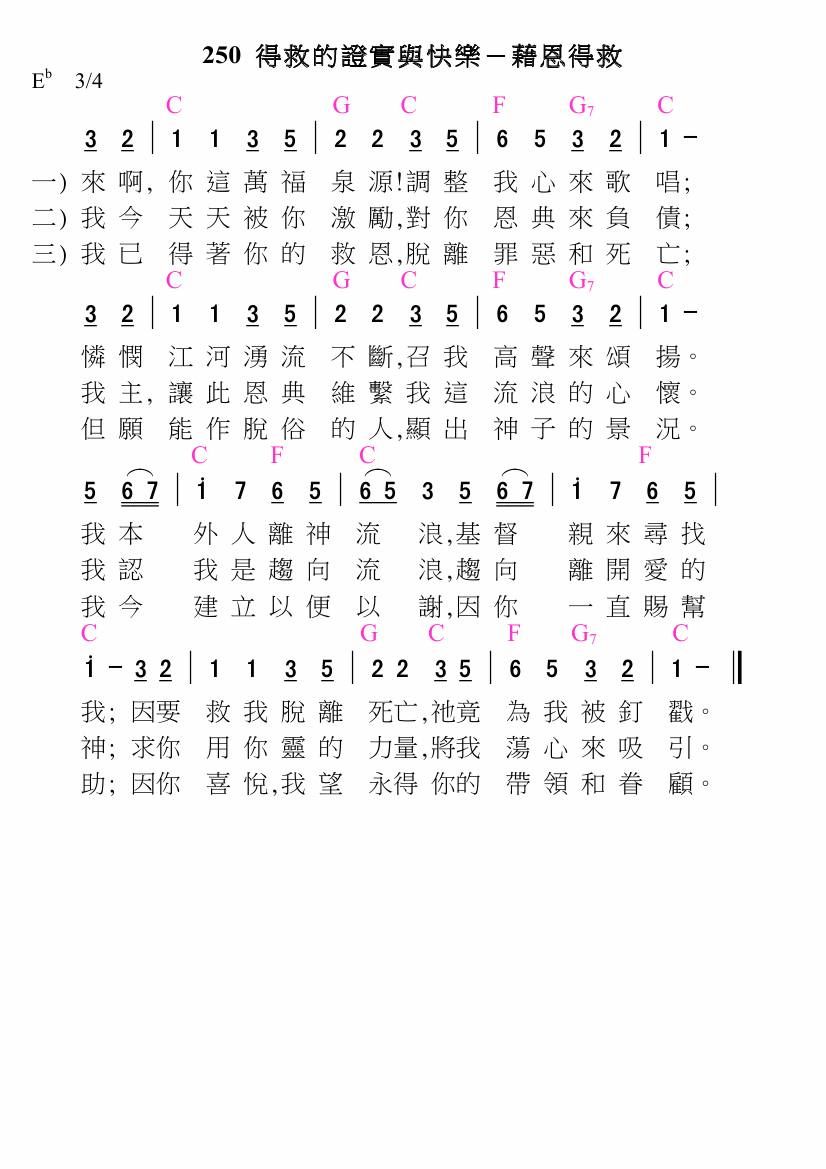 250 得救的證實與快樂－藉恩得救
E♭ 3/4
C G C F G7 C
3 2 | 1 1 3 5 | 2 2 3 5 | 6 5 3 2 | 1 －
一) 來 啊, 你 這 萬 福 泉 源!調 整 我 心 來 歌 唱;
二) 我 今 天 天 被 你 激 勵,對 你 恩 典 來 負 債;
三) 我 已 得 著 你 的 救 恩,脫 離 罪 惡 和 死 亡;
C G C F G7 C
3 2 | 1 1 3 5 | 2 2 3 5 | 6 5 3 2 | 1 －
憐 憫 江 河 湧 流 不 斷,召 我 高 聲 來 頌 揚。
我 主, 讓 此 恩 典 維 繫 我 這 流 浪 的 心 懷。
但 願 能 作 脫 俗 的 人,顯 出 神 子 的 景 況。
C F C F
5 6 7 | i 7 6 5 | 6 5 3 5 6 7 | i 7 6 5 |
我 本 外 人 離 神 流 浪,基 督 親 來 尋 找
我 認 我 是 趨 向 流 浪,趨 向 離 開 愛 的
我 今 建 立 以 便 以 謝,因 你 一 直 賜 幫
C G C F G7 C
i － 3 2 | 1 1 3 5 | 2 2 3 5 | 6 5 3 2 | 1 － ‖
我; 因要 救 我 脫 離 死亡,祂竟 為 我 被 釘 戳。
神; 求你 用 你 靈 的 力量,將我 蕩 心 來 吸 引。
助; 因你 喜 悅,我 望 永得 你的 帶 領 和 眷 顧。